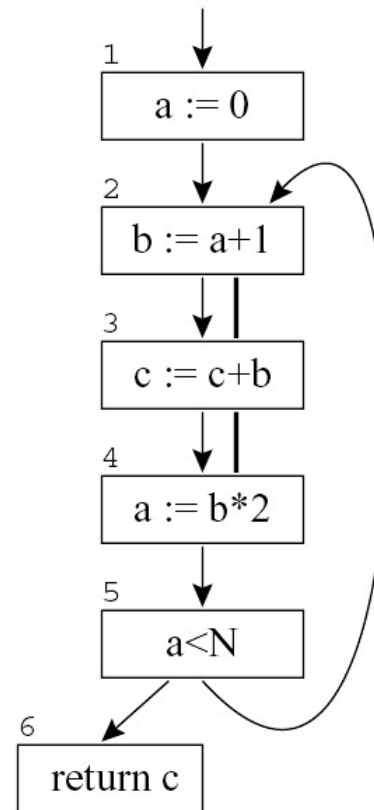 1
a := 0
2
b := a+1
3
c := c+b
4
a := b*2
5
a<N
6
return c